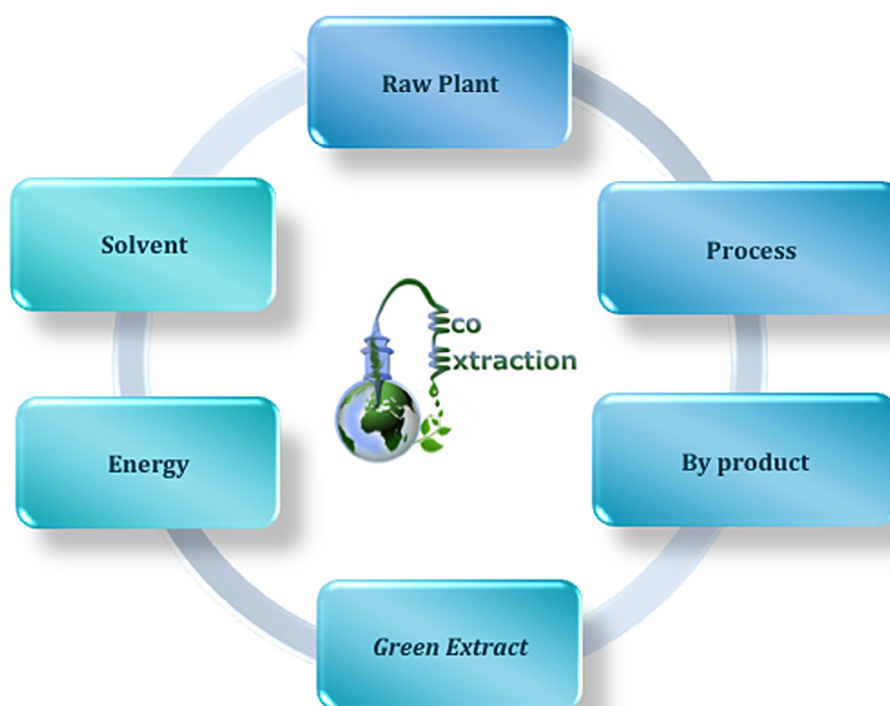 Raw Plant
Solvent
Process
Eco
Extraction
Energy
By product
Green Extract